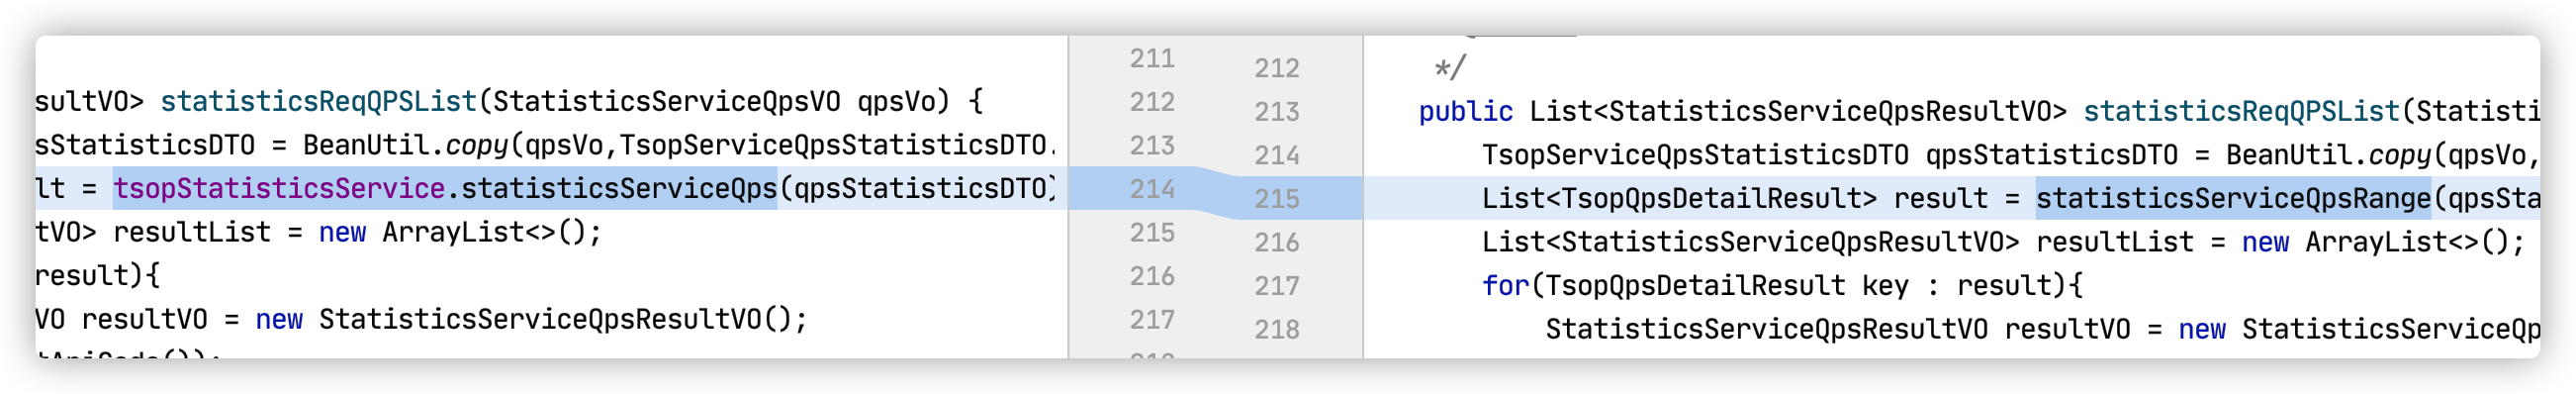 sultVO> statisticsReqQPSList(StatisticsServiceQpsVO qpsVo) {
sStatisticsDTO = BeanUtil.copy(qpsVo,TsopServiceQpsStatisticsDTO.
lt = tsopStatisticsService.statisticsServiceQps(qpsStatisticsDTO)
tVO> resultList = new ArrayList<>();
result){
VO resultVO = new StatisticsServiceQpsResultVO();
211
212
213
214
215
216
217
212
213
214
215
216
217
218
*/
public List<StatisticsServiceQpsResultVO> statisticsReqQPSList(Statisti
TsopServiceQpsStatisticsDTO qpsStatisticsDTO = BeanUtil.copy(qpsVo,
List<TsopQpsDetailResult> result = statisticsServiceQpsRange(qpsSta
List<StatisticsServiceQpsResultVO> resultList = new ArrayList<>();
for(TsopQpsDetailResult key : result){
StatisticsServiceQpsResultVO resultVO = new StatisticsServiceQp